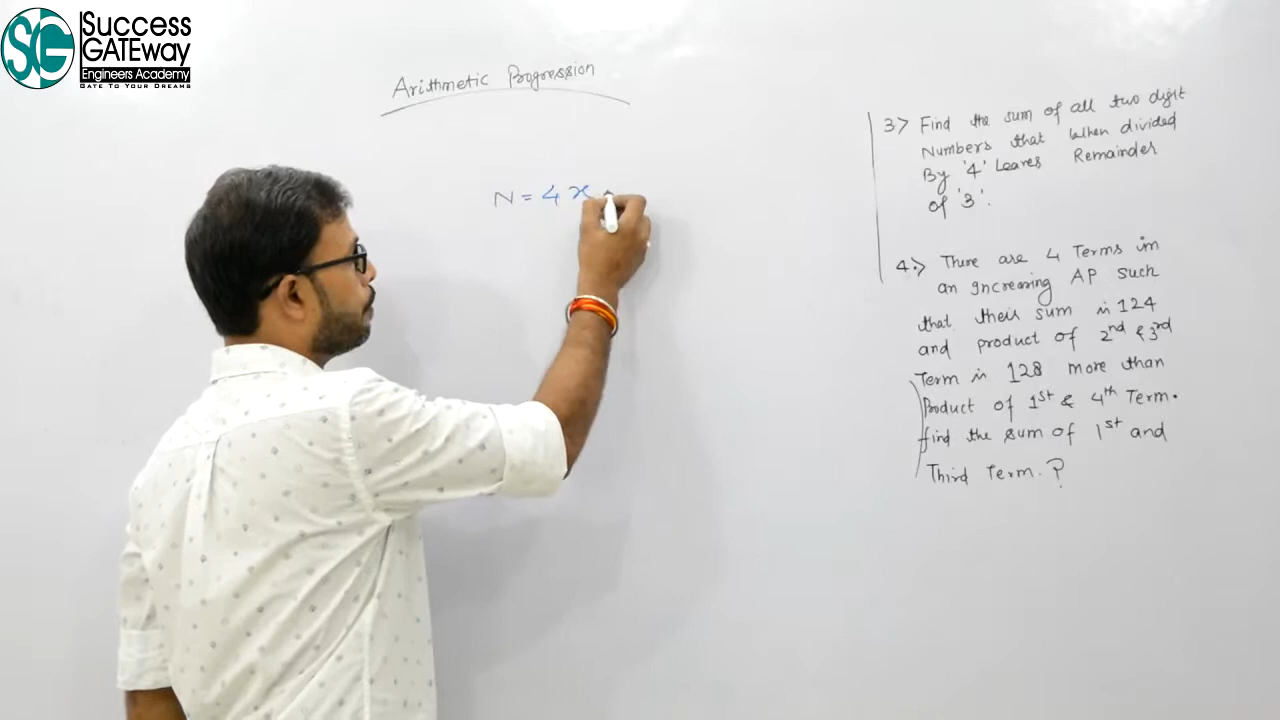 Success
GATEway
Engineers Academy
GATE TO YOUR DREAMS
SG
Arithmetic Progression
N = 4x
3> Find the sum of all two digit
Numbers that When divided
By '4' Leaves Remainder
of '3'.
4.> There are 4 Terms in
an Increasing AP Such
that their sum is 124
and product of 2nd & 3rd
Term is 128 more than
Product of 1st & 4th Term.
find the sum of 1st and
Third Term. ?